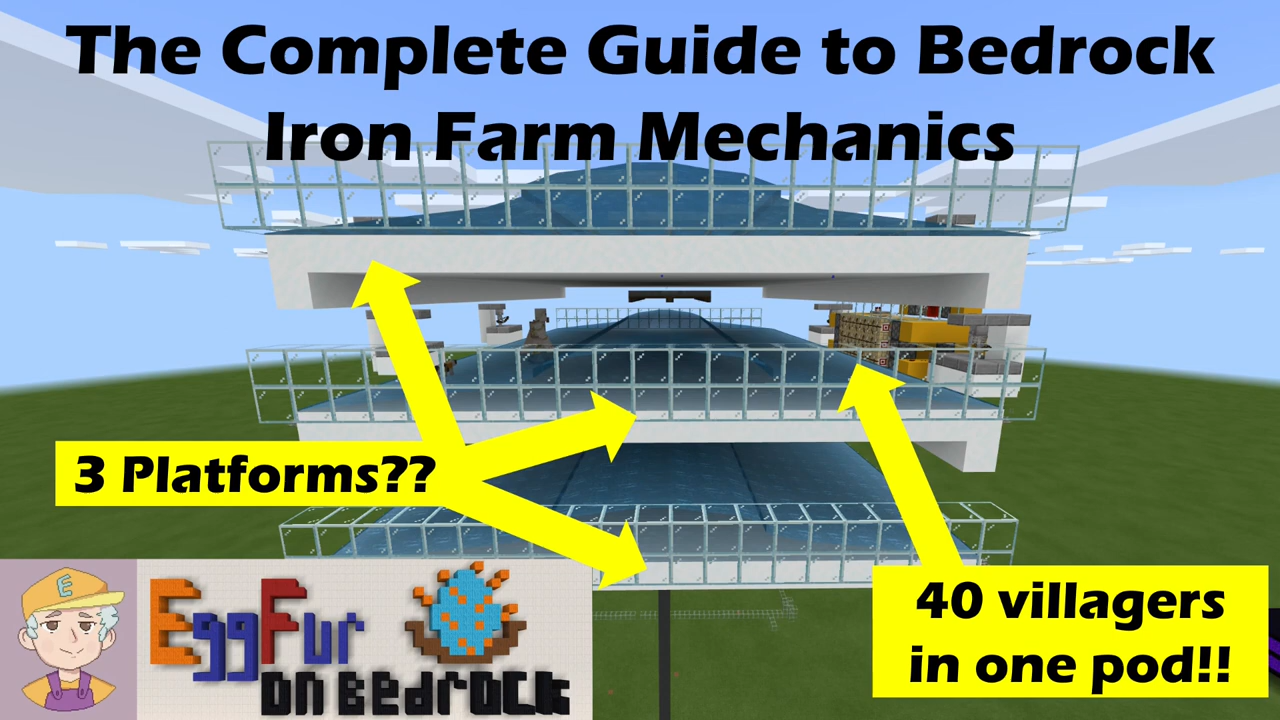 The Complete Guide to Bedrock
Iron Farm Mechanics
3 Platforms??
40 villagers
in one pod!!
E
EggFur
on Bedrock